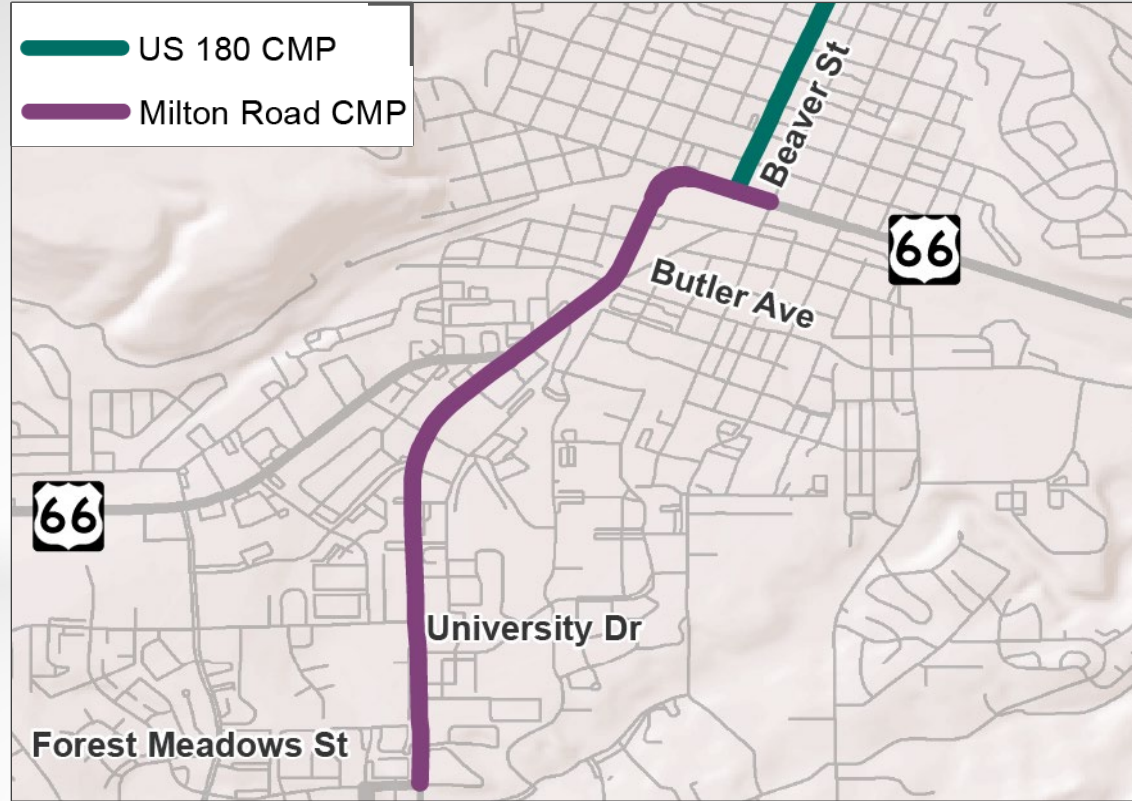 US 180 CMP
Milton Road CMP
Beaver St
66
Butler Ave
66
University Dr
Forest Meadows St